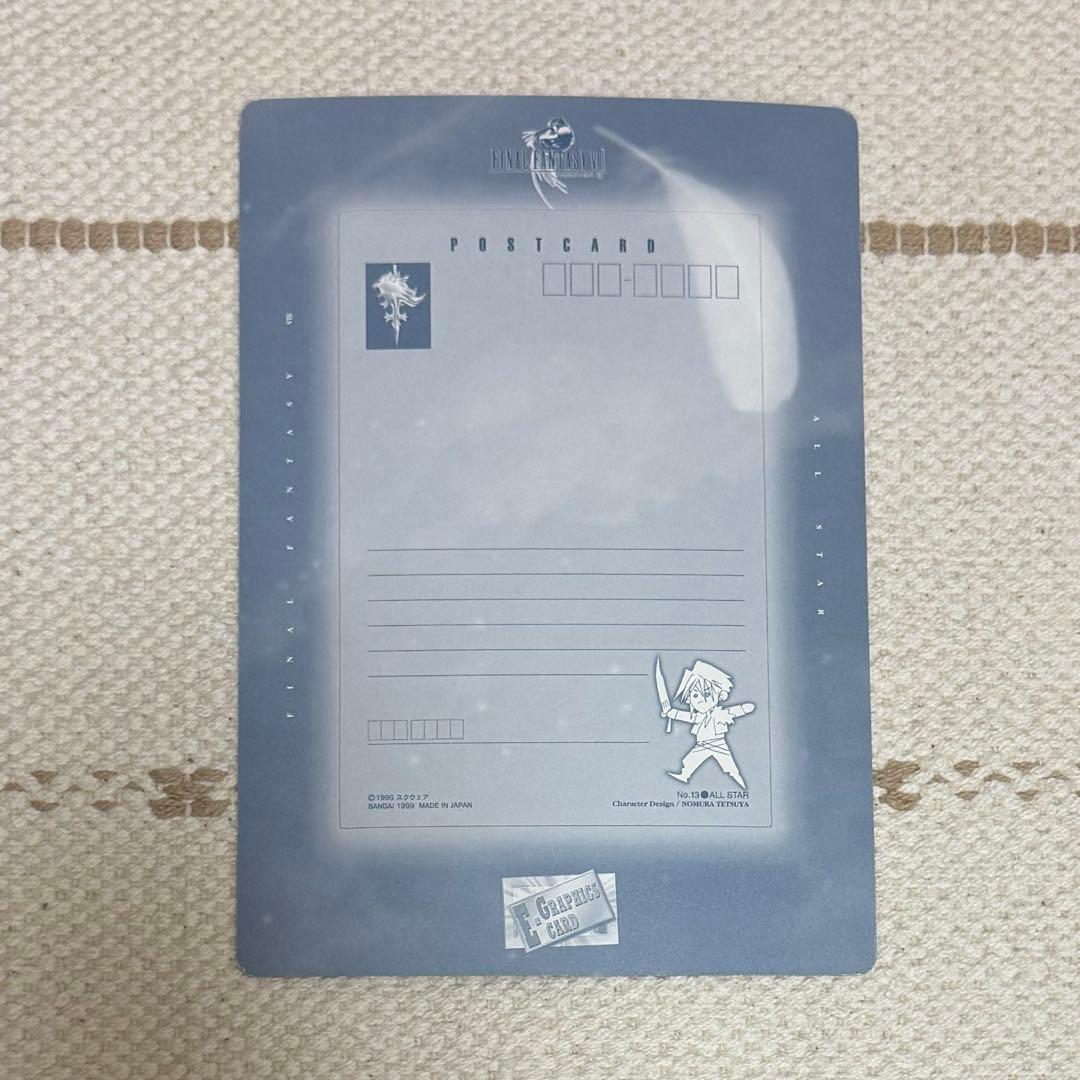 FINAL FANTASY VIII
POSTCARD
FINAL FANTASY VIII
ALL STAR
©1999 スクウェア
BANDAI 1999 MADE IN JAPAN
No.13●ALL STAR
Character Design / NOMURA TETSUYA
E-GRAPHICS
CARD